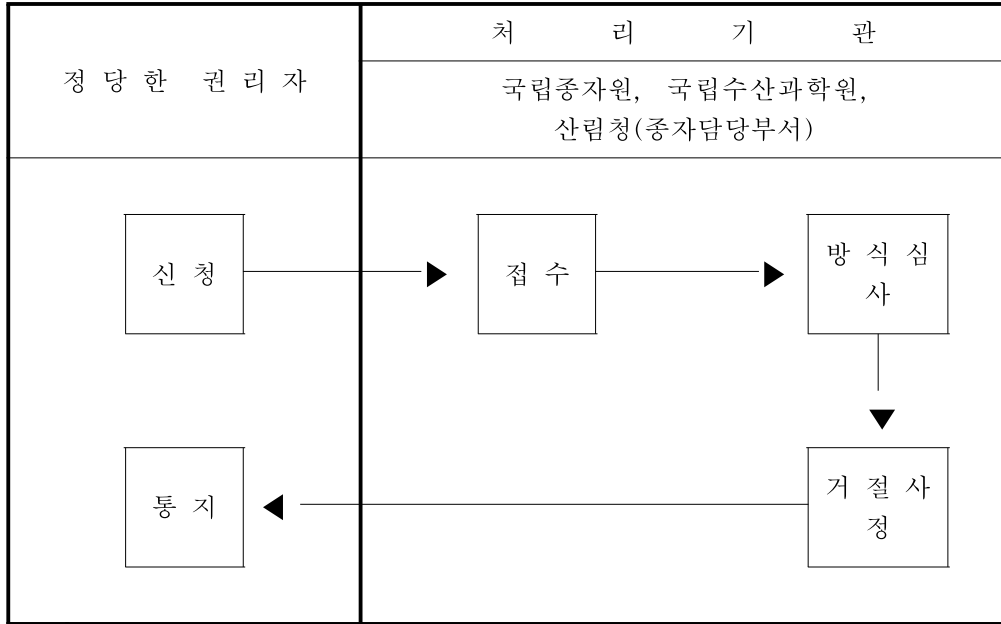 처 리 기 관
정 당 한 권 리 자
국립종자원, 국립수산과학원,
산림청(종자담당부서)
신 청
접 수
방 식 심
사
통 지
거 절 사
정